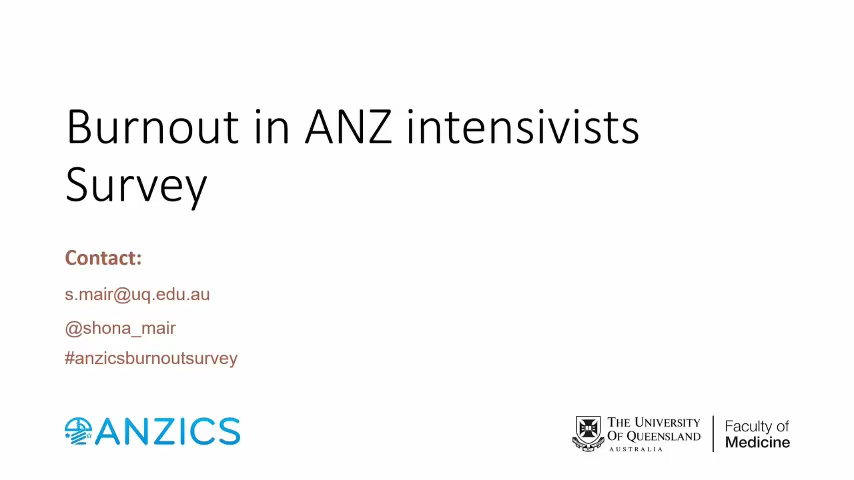 Burnout in ANZ intensivists
Survey
Contact:
s.mair@uq.edu.au
@shona_mair
#anzicsburnoutsurvey
ANZICS
THE UNIVERSITY
OF QUEENSLAND
AUSTRALIA
Faculty of
Medicine